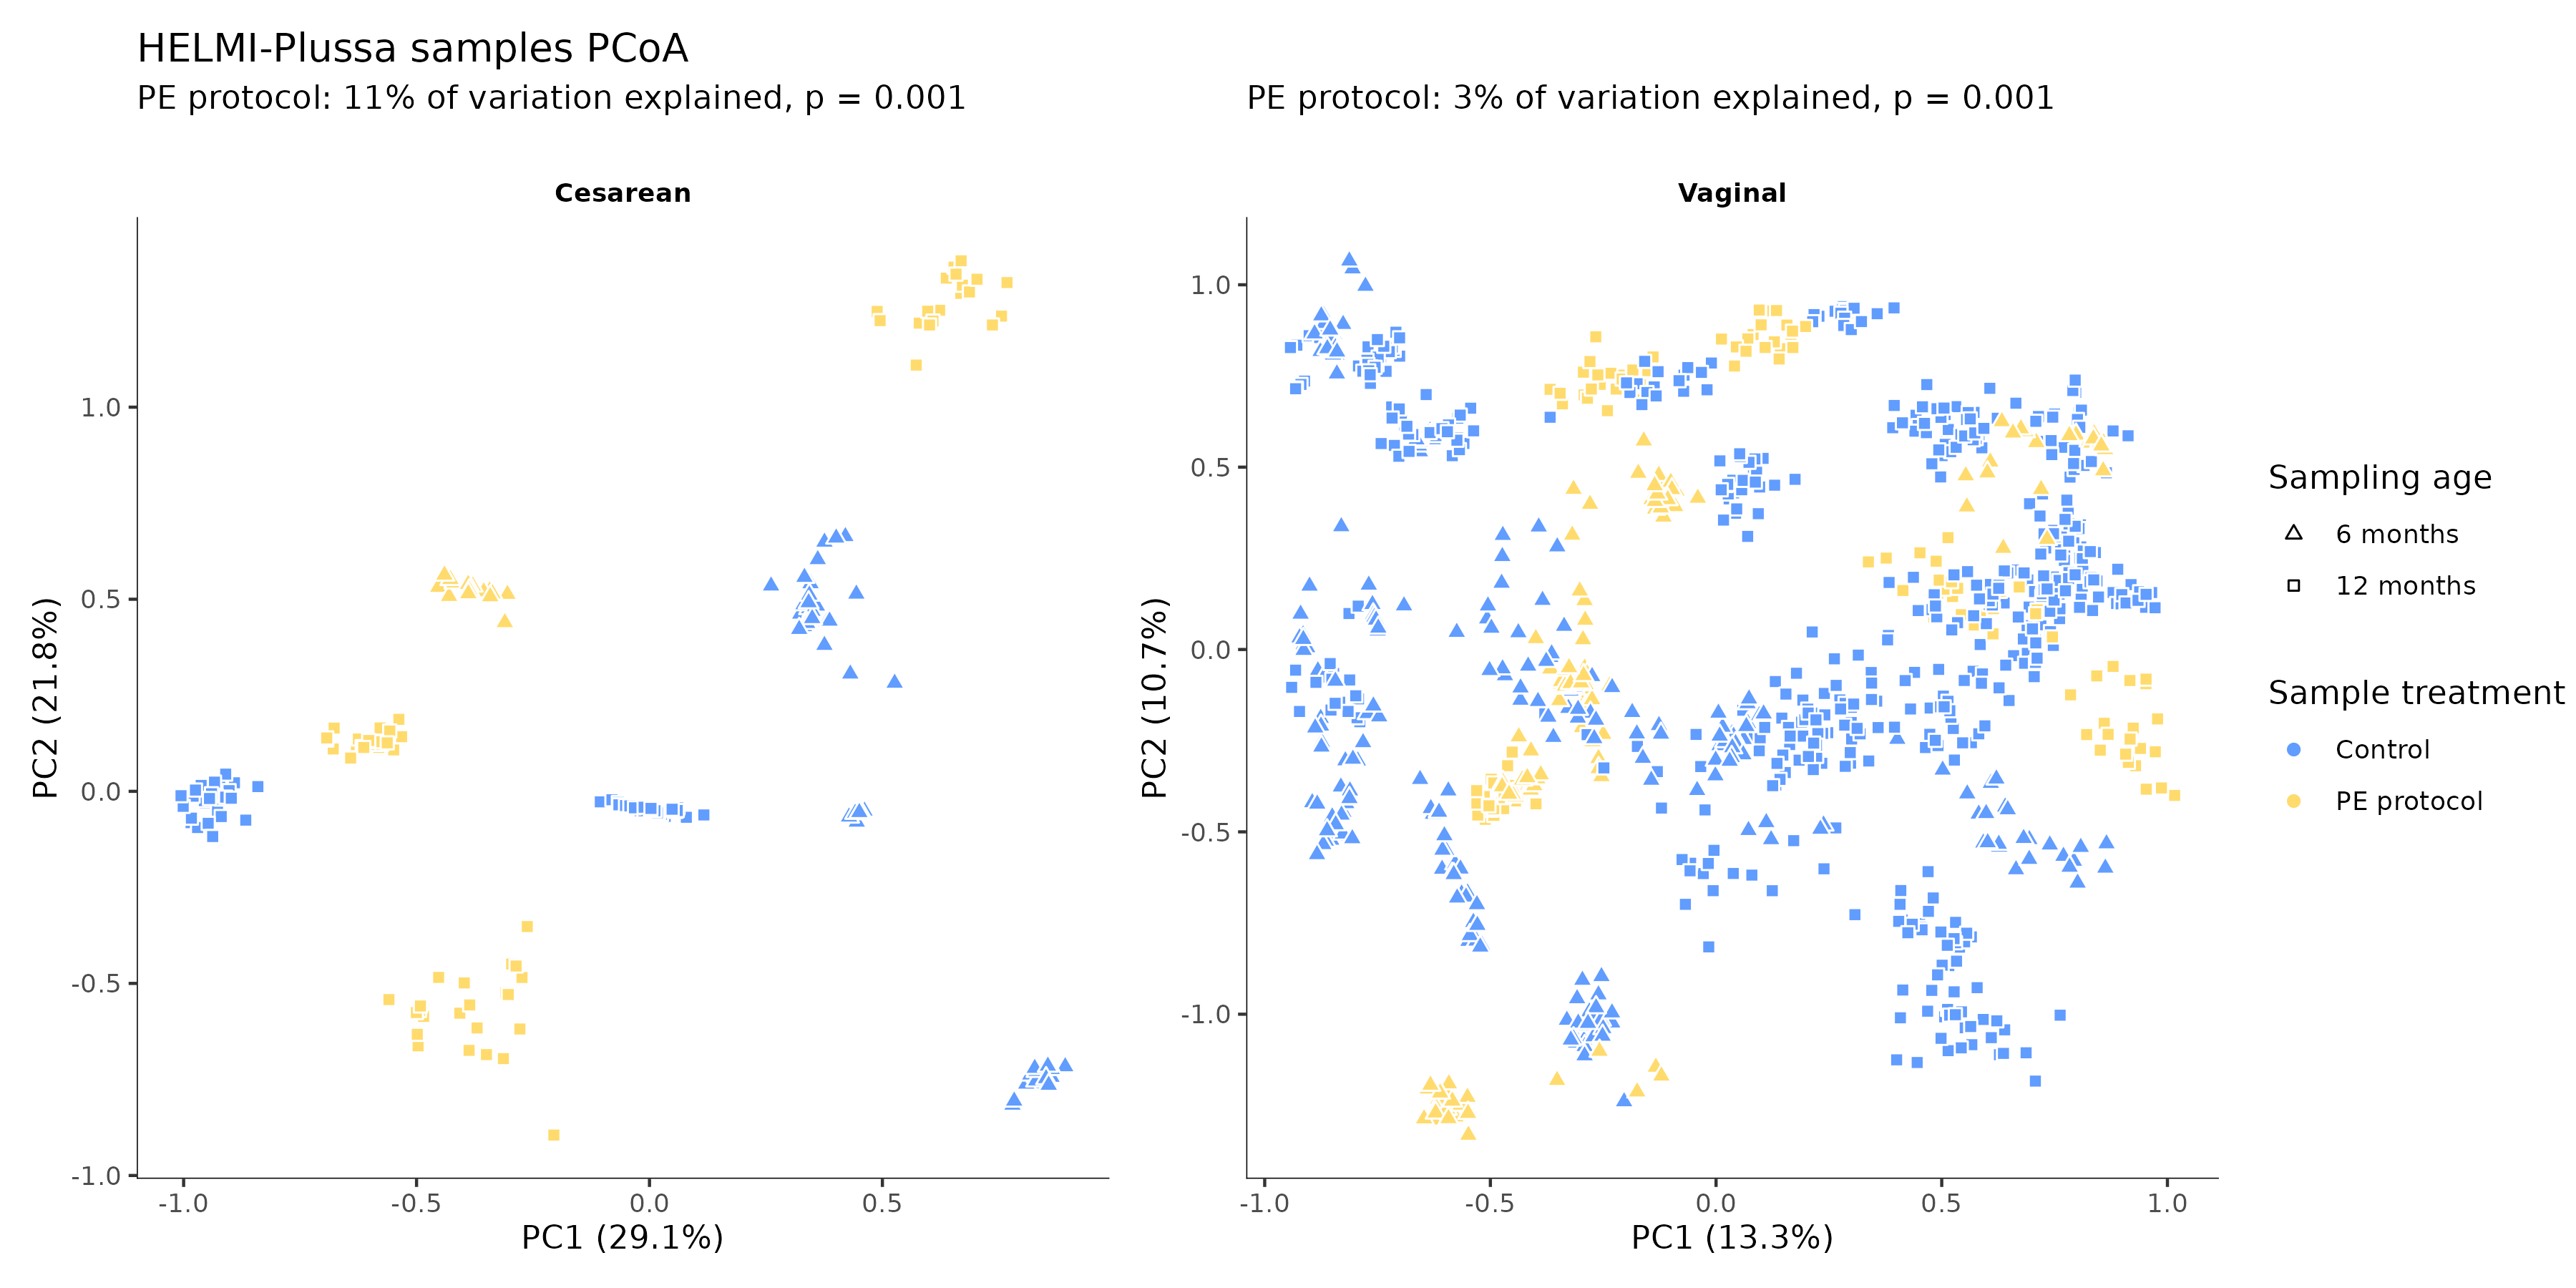 HELMI-Plussa samples PCoA
PE protocol: 11% of variation explained, p = 0.001
PE protocol: 3% of variation explained, p = 0.001
Cesarean
Vaginal
1.0
0.5
0.0
-0.5
-1.0
PC2 (21.8%)
-1.0
-0.5
0.0
0.5
PC1 (29.1%)
1.0
0.5
0.0
-0.5
-1.0
PC2 (10.7%)
-1.0
-0.5
0.0
0.5
1.0
PC1 (13.3%)
Sampling age
6 months
12 months
Sample treatment
Control
PE protocol